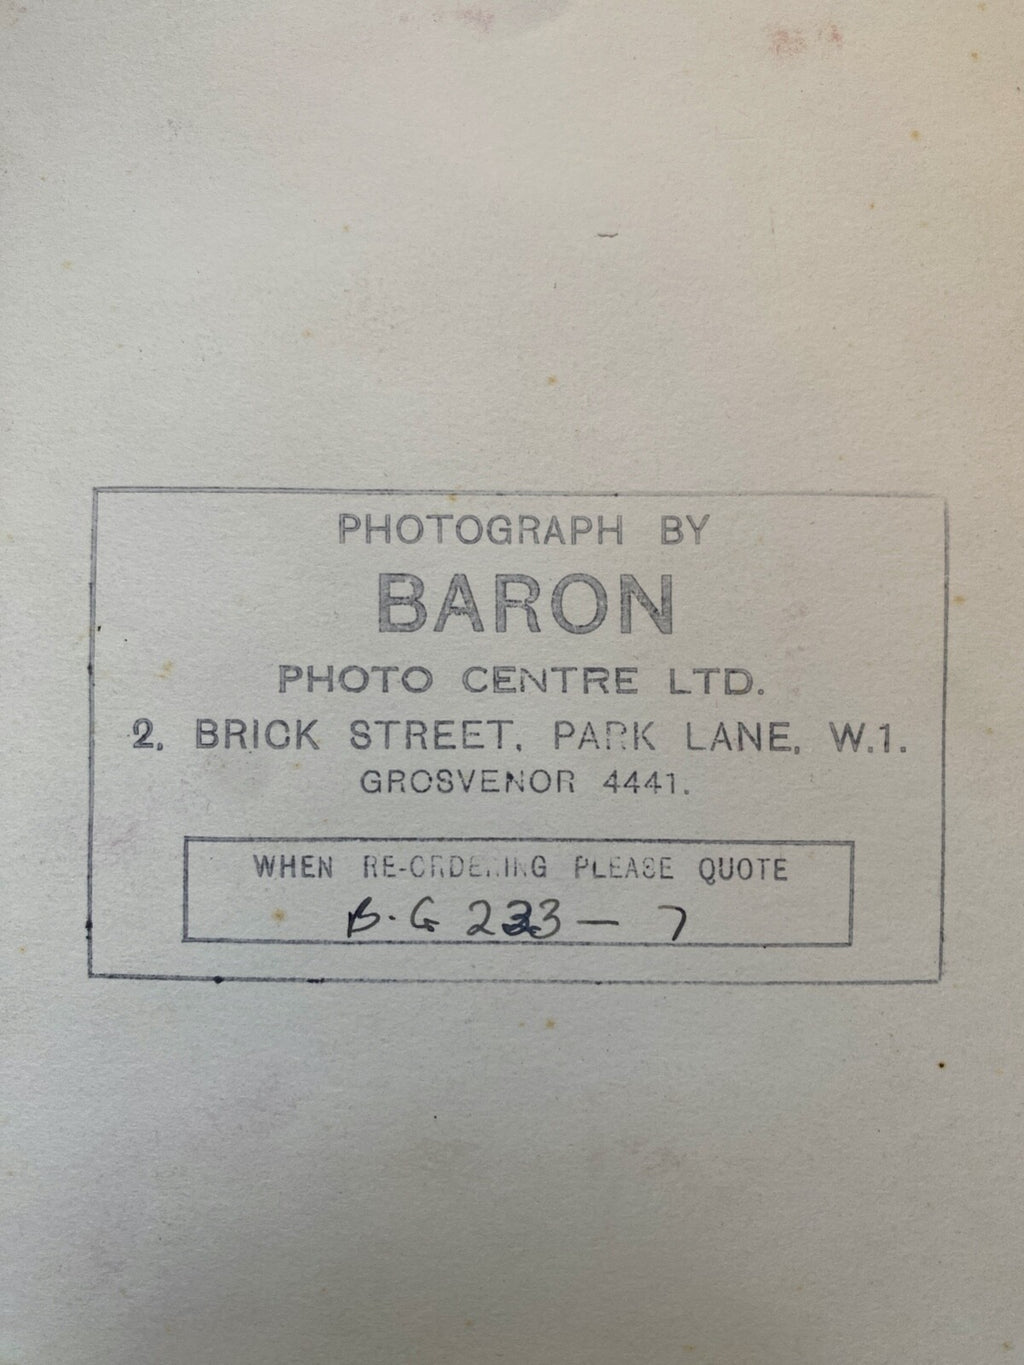 PHOTOGRAPH BY
BARON
PHOTO CENTRE LTD.
2, BRICK STREET, PARK LANE, W.1.
GROSVENOR 4441.
WHEN RE-ORDERING PLEASE QUOTE
B.G 223 — 7